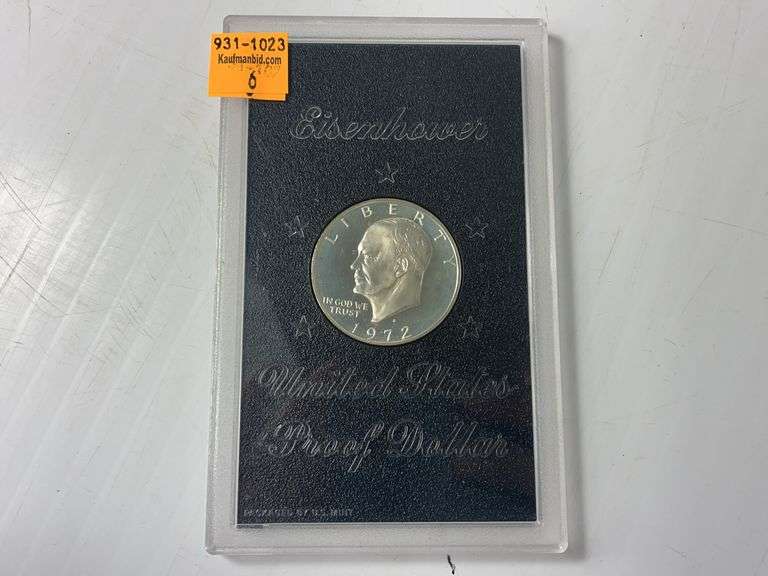 931-1023
Kaufmanbid.com
6
Eisenhower
LIBERTY
IN GOD WE
TRUST
S
1972
United States
Proof Dollar
PACKAGED BY U.S. MINT